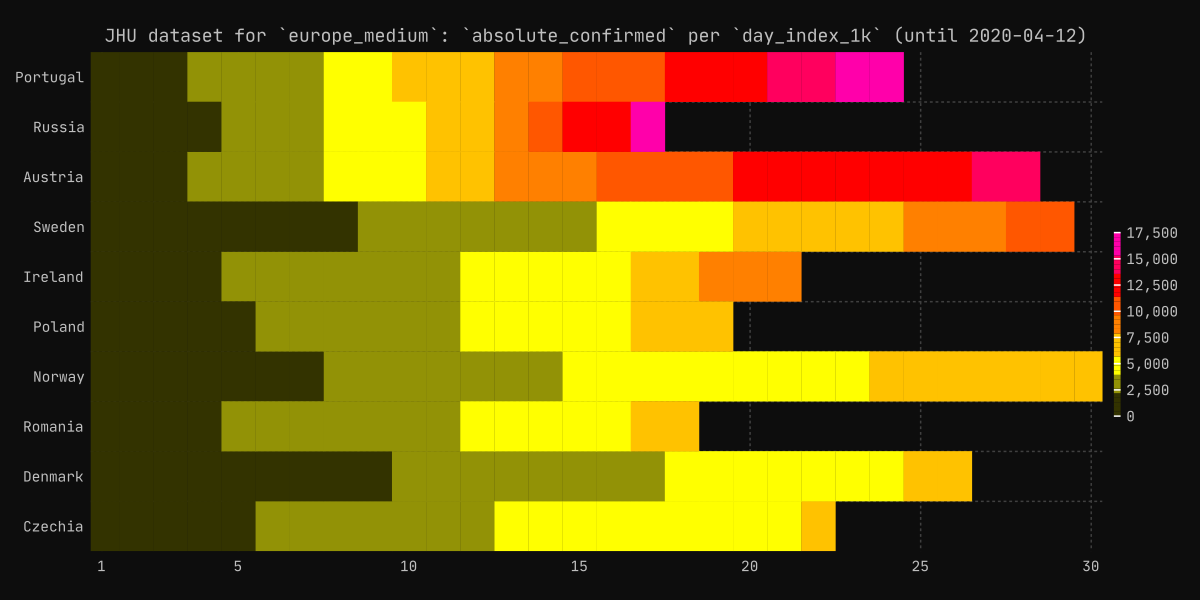 JHU dataset for `europe_medium`: `absolute_confirmed` per `day_index_1k` (until 2020-04-12)
Portugal
Russia
Austria
Sweden
Ireland
Poland
Norway
Romania
Denmark
Czechia
1 5 10 15 20 25 30
17,500
15,000
12,500
10,000
7,500
5,000
2,500
0